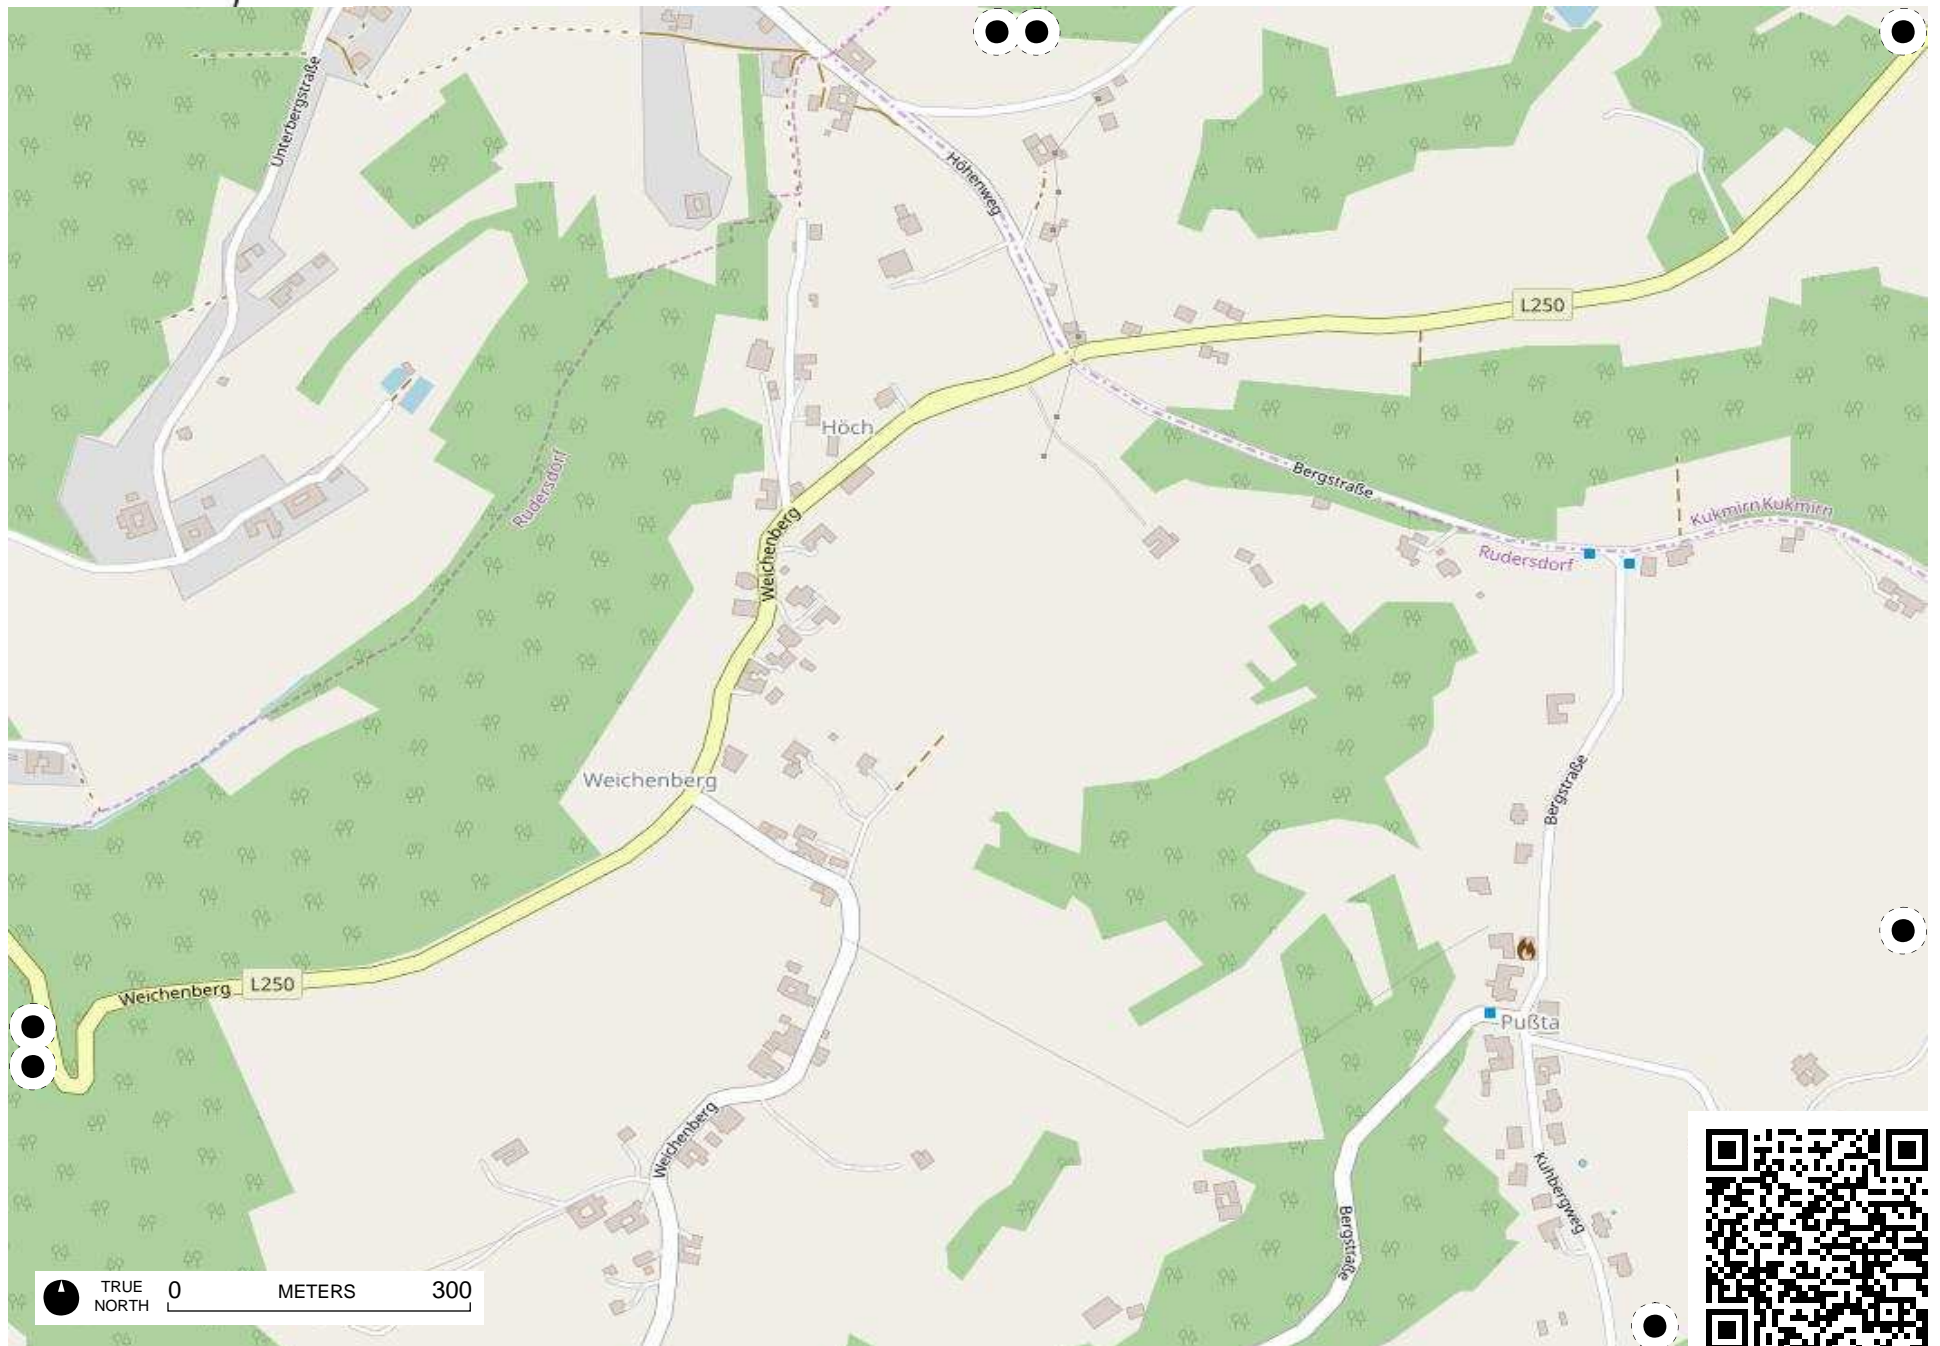 Unterbergstraße
Höhenweg
L250
Höch
Rudersdorf
Bergstraße
Kukmirn Kukmirn
Rudersdorf
Weichenberg
Weichenberg
Bergstraße
Weichenberg
L250
Pußta
Weichenberg
Kuhbergweg
Bergstraße
TRUE NORTH
0 METERS 300